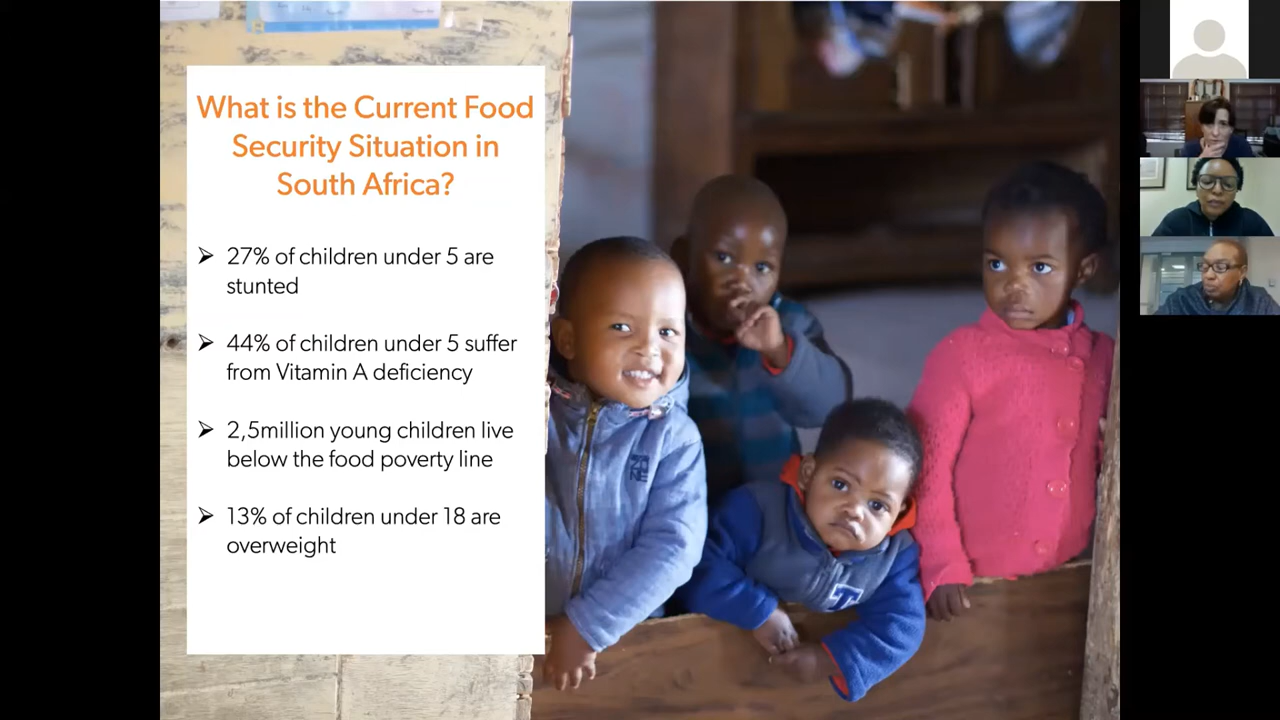 What is the Current Food
Security Situation in
South Africa?
➢ 27% of children under 5 are
stunted
➢ 44% of children under 5 suffer
from Vitamin A deficiency
➢ 2,5million young children live
below the food poverty line
➢ 13% of children under 18 are
overweight
ZO
NE
T